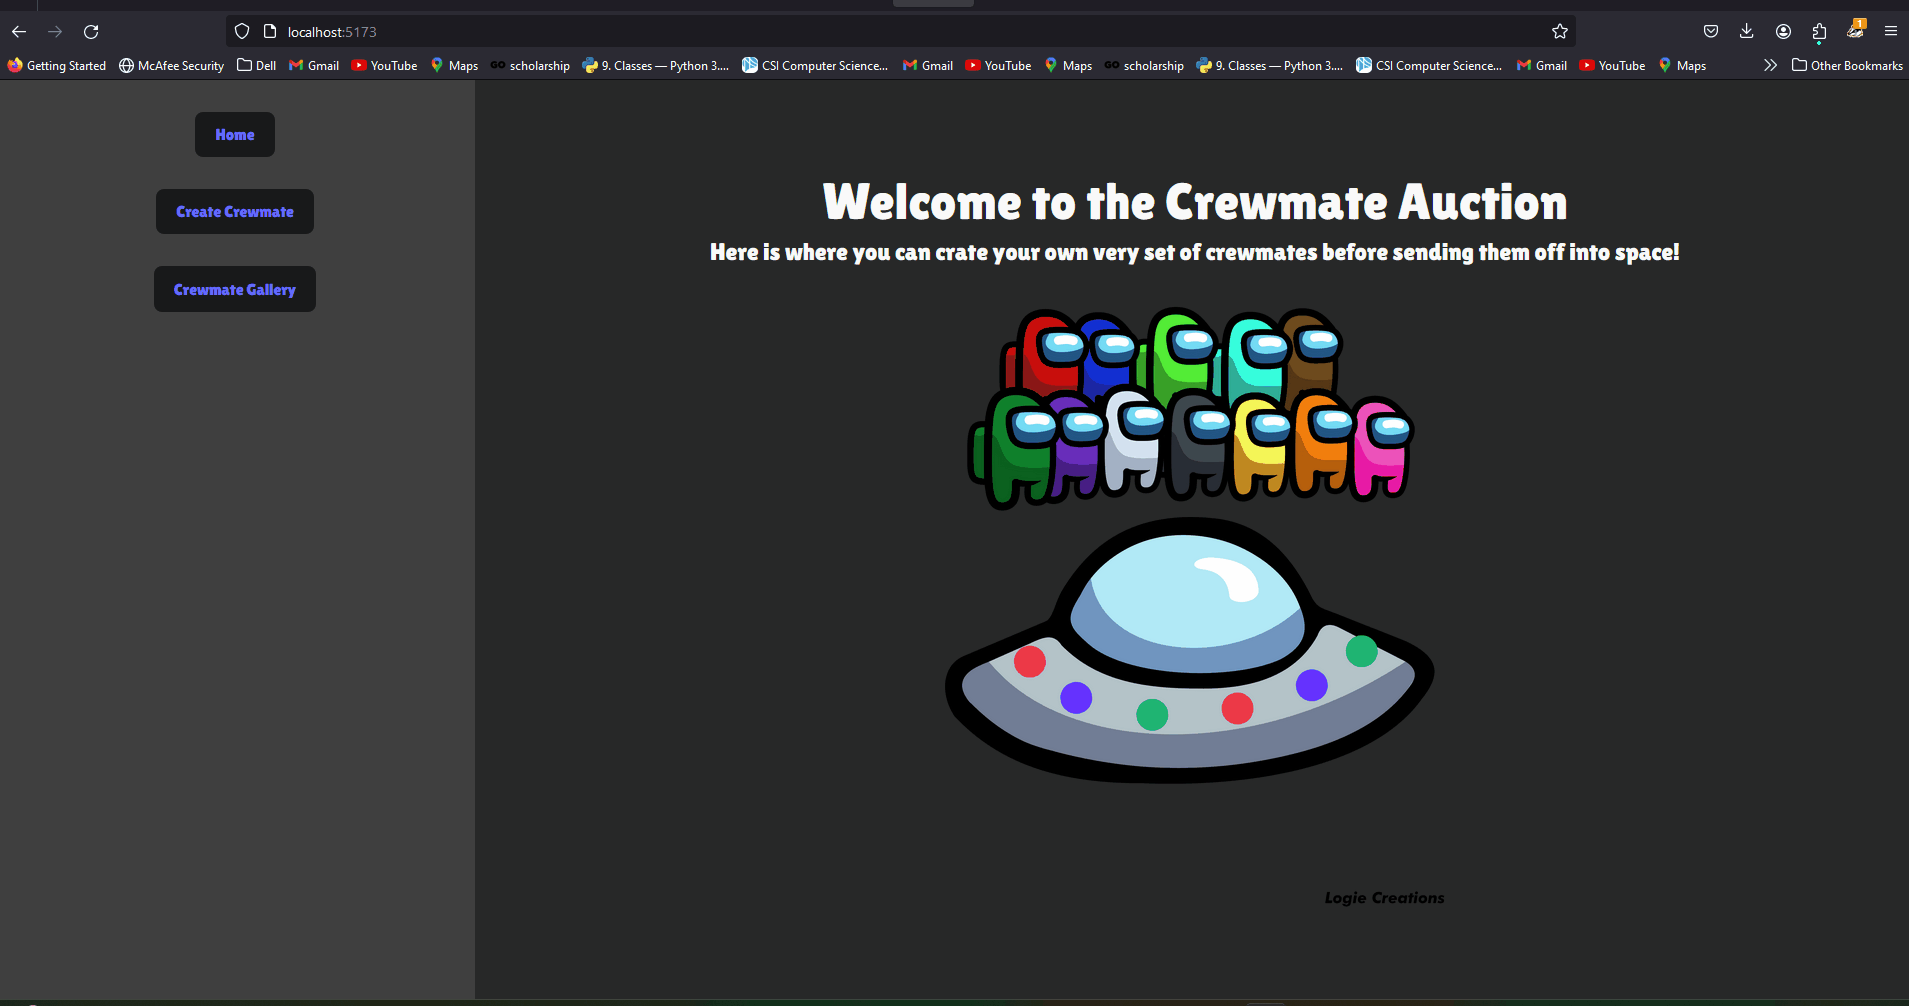 localhost:5173
1
Getting Started McAfee Security Dell Gmail YouTube Maps GO scholarship 9. Classes — Python 3.... CSI Computer Science... Gmail YouTube Maps GO scholarship 9. Classes — Python 3.... CSI Computer Science... Gmail YouTube Maps Other Bookmarks
Home
Create Crewmate
Crewmate Gallery
Welcome to the Crewmate Auction
Here is where you can crate your own very set of crewmates before sending them off into space!
Logie Creations